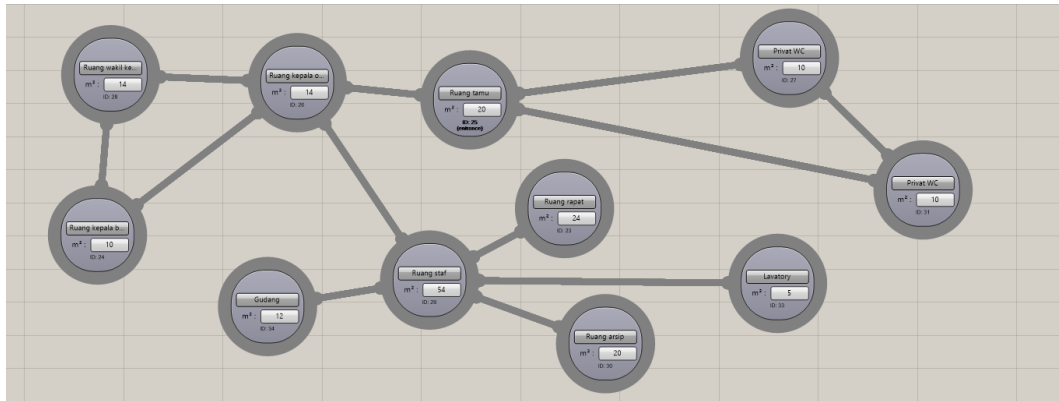 Ruang wakil ke..
m² : 14
ID: 28
Ruang kepala o..
m² : 14
ID: 26
Ruang tamu
m² : 20
ID: 25
(entrance)
Privat WC
m² : 10
ID: 27
Privat WC
m² : 10
ID: 31
Ruang kepala b..
m² : 10
ID: 24
Ruang rapat
m² : 24
ID: 23
Ruang staf
m² : 54
ID: 29
Lavatory
m² : 5
ID: 33
Gudang
m² : 12
ID: 34
Ruang arsip
m² : 20
ID: 30